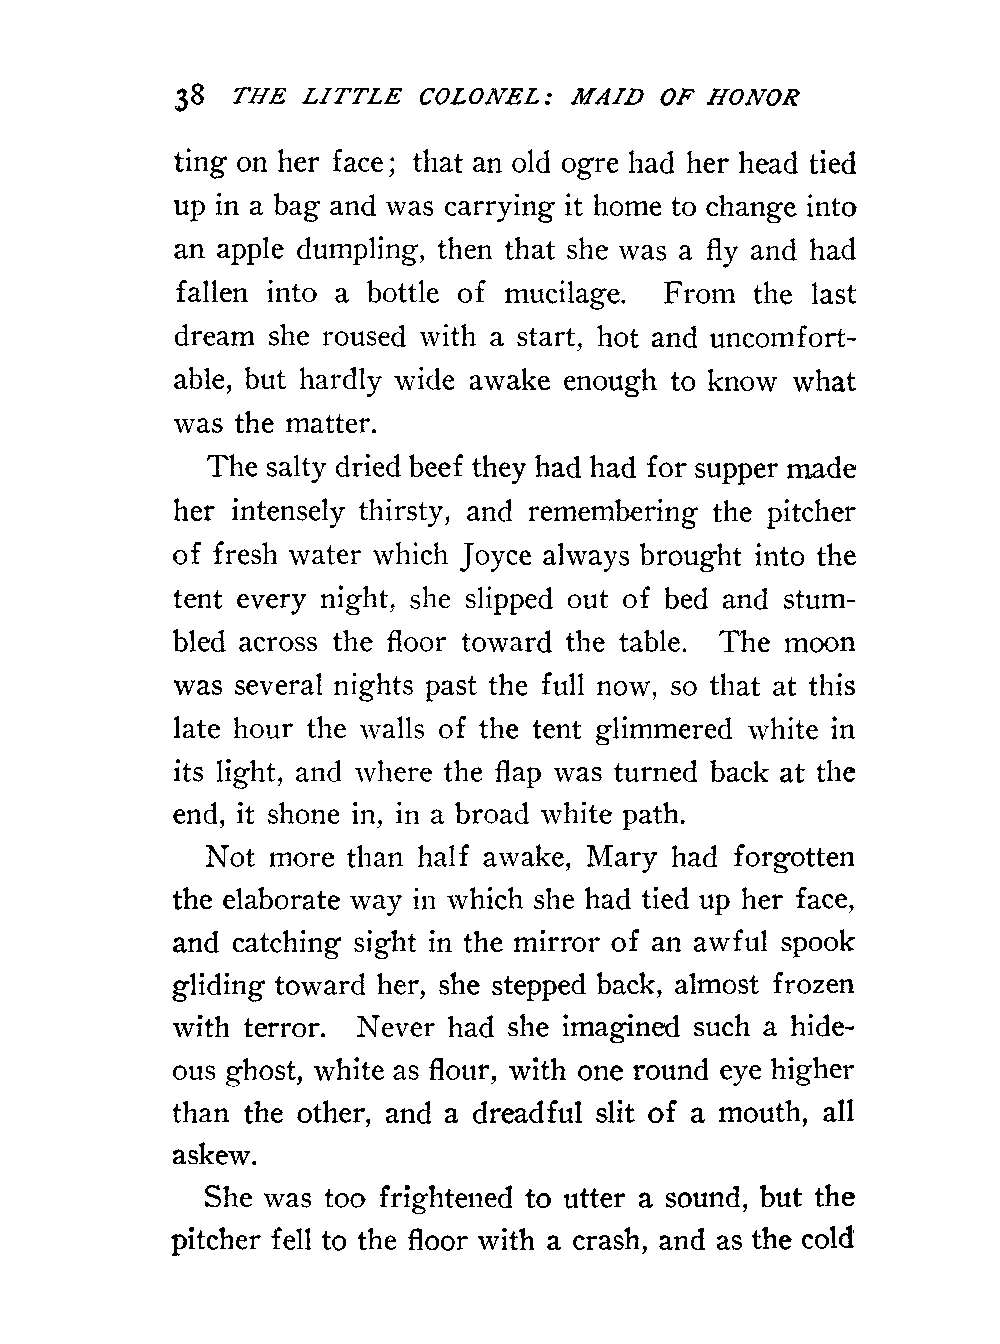 38 THE LITTLE COLONEL: MAID OF HONOR
ting on her face; that an old ogre had her head tied
up in a bag and was carrying it home to change into
an apple dumpling, then that she was a fly and had
fallen into a bottle of mucilage. From the last
dream she roused with a start, hot and uncomfort-
able, but hardly wide awake enough to know what
was the matter.
The salty dried beef they had had for supper made
her intensely thirsty, and remembering the pitcher
of fresh water which Joyce always brought into the
tent every night, she slipped out of bed and stum-
bled across the floor toward the table. The moon
was several nights past the full now, so that at this
late hour the walls of the tent glimmered white in
its light, and where the flap was turned back at the
end, it shone in, in a broad white path.
Not more than half awake, Mary had forgotten
the elaborate way in which she had tied up her face,
and catching sight in the mirror of an awful spook
gliding toward her, she stepped back, almost frozen
with terror. Never had she imagined such a hide-
ous ghost, white as flour, with one round eye higher
than the other, and a dreadful slit of a mouth, all
askew.
She was too frightened to utter a sound, but the
pitcher fell to the floor with a crash, and as the cold